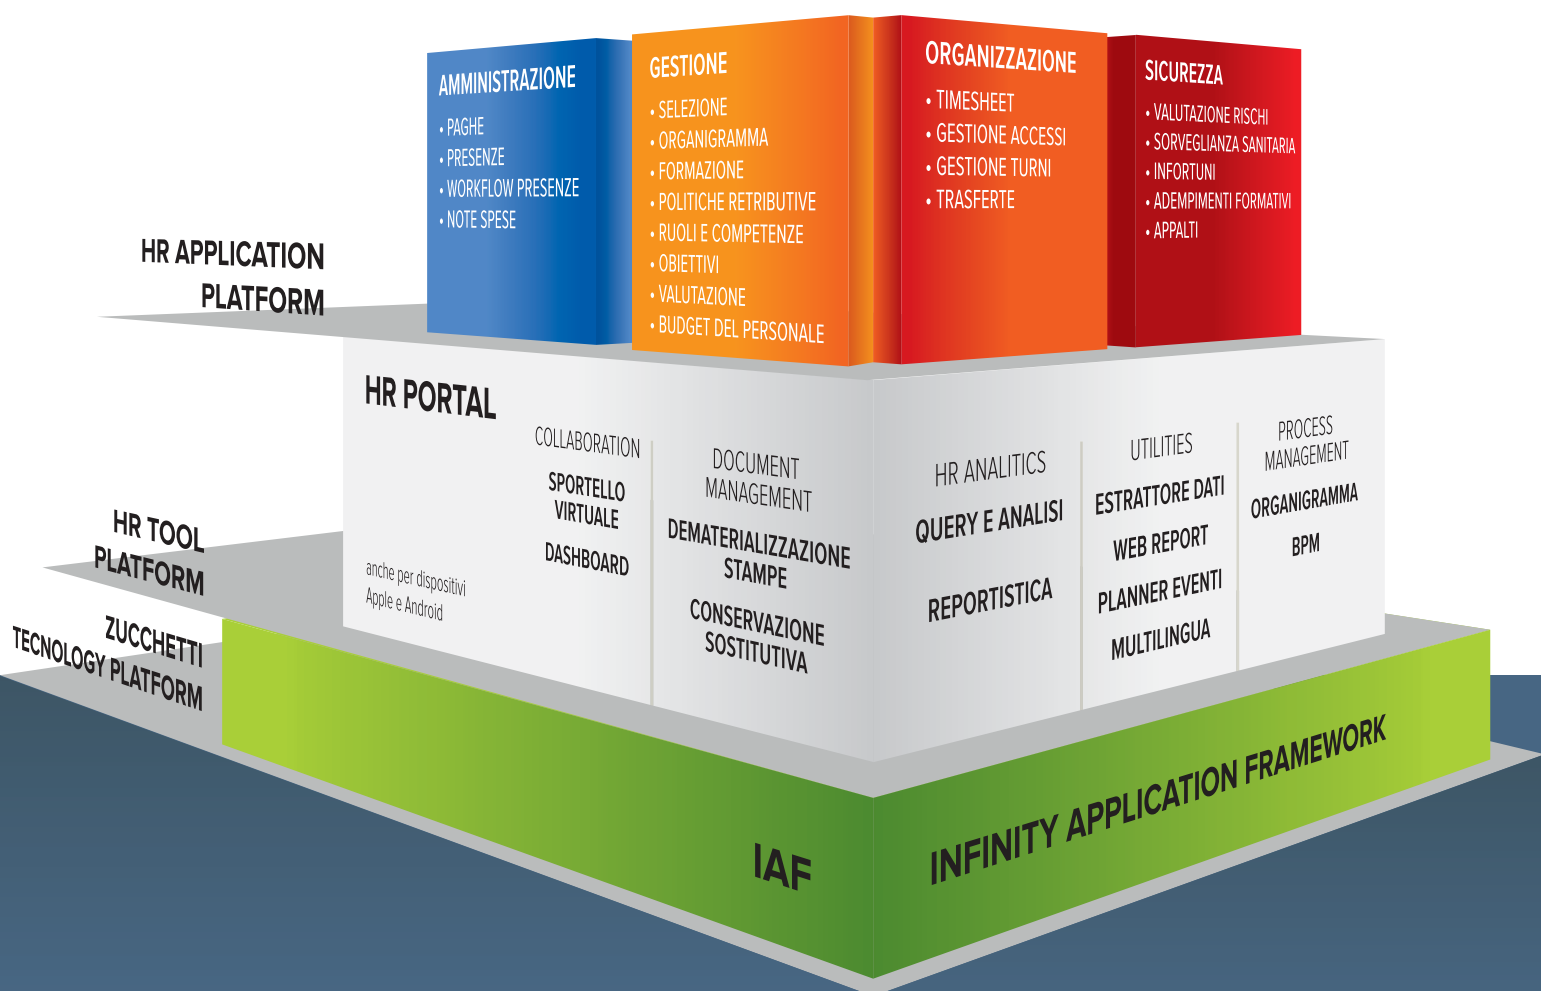 AMMINISTRAZIONE
• PAGHE
• PRESENZE
• WORKFLOW PRESENZE
• NOTE SPESE
GESTIONE
• SELEZIONE
• ORGANIGRAMMA
• FORMAZIONE
• POLITICHE RETRIBUTIVE
• RUOLI E COMPETENZE
• OBIETTIVI
• VALUTAZIONE
• BUDGET DEL PERSONALE
ORGANIZZAZIONE
• TIMESHEET
• GESTIONE ACCESSI
• GESTIONE TURNI
• TRASFERTE
SICUREZZA
• VALUTAZIONE RISCHI
• SORVEGLIANZA SANITARIA
• INFORTUNI
• ADEMPIMENTI FORMATIVI
• APPALTI
HR APPLICATION
PLATFORM
HR PORTAL
anche per dispositivi
Apple e Android
COLLABORATION
SPORTELLO
VIRTUALE
DASHBOARD
DOCUMENT
MANAGEMENT
DEMATERIALIZZAZIONE
STAMPE
CONSERVAZIONE
SOSTITUTIVA
HR ANALITICS
QUERY E ANALISI
REPORTISTICA
UTILITIES
ESTRATTORE DATI
WEB REPORT
PLANNER EVENTI
MULTILINGUA
PROCESS
MANAGEMENT
ORGANIGRAMMA
BPM
HR TOOL
PLATFORM
ZUCCHETTI
TECNOLOGY PLATFORM
IAF
INFINITY APPLICATION FRAMEWORK